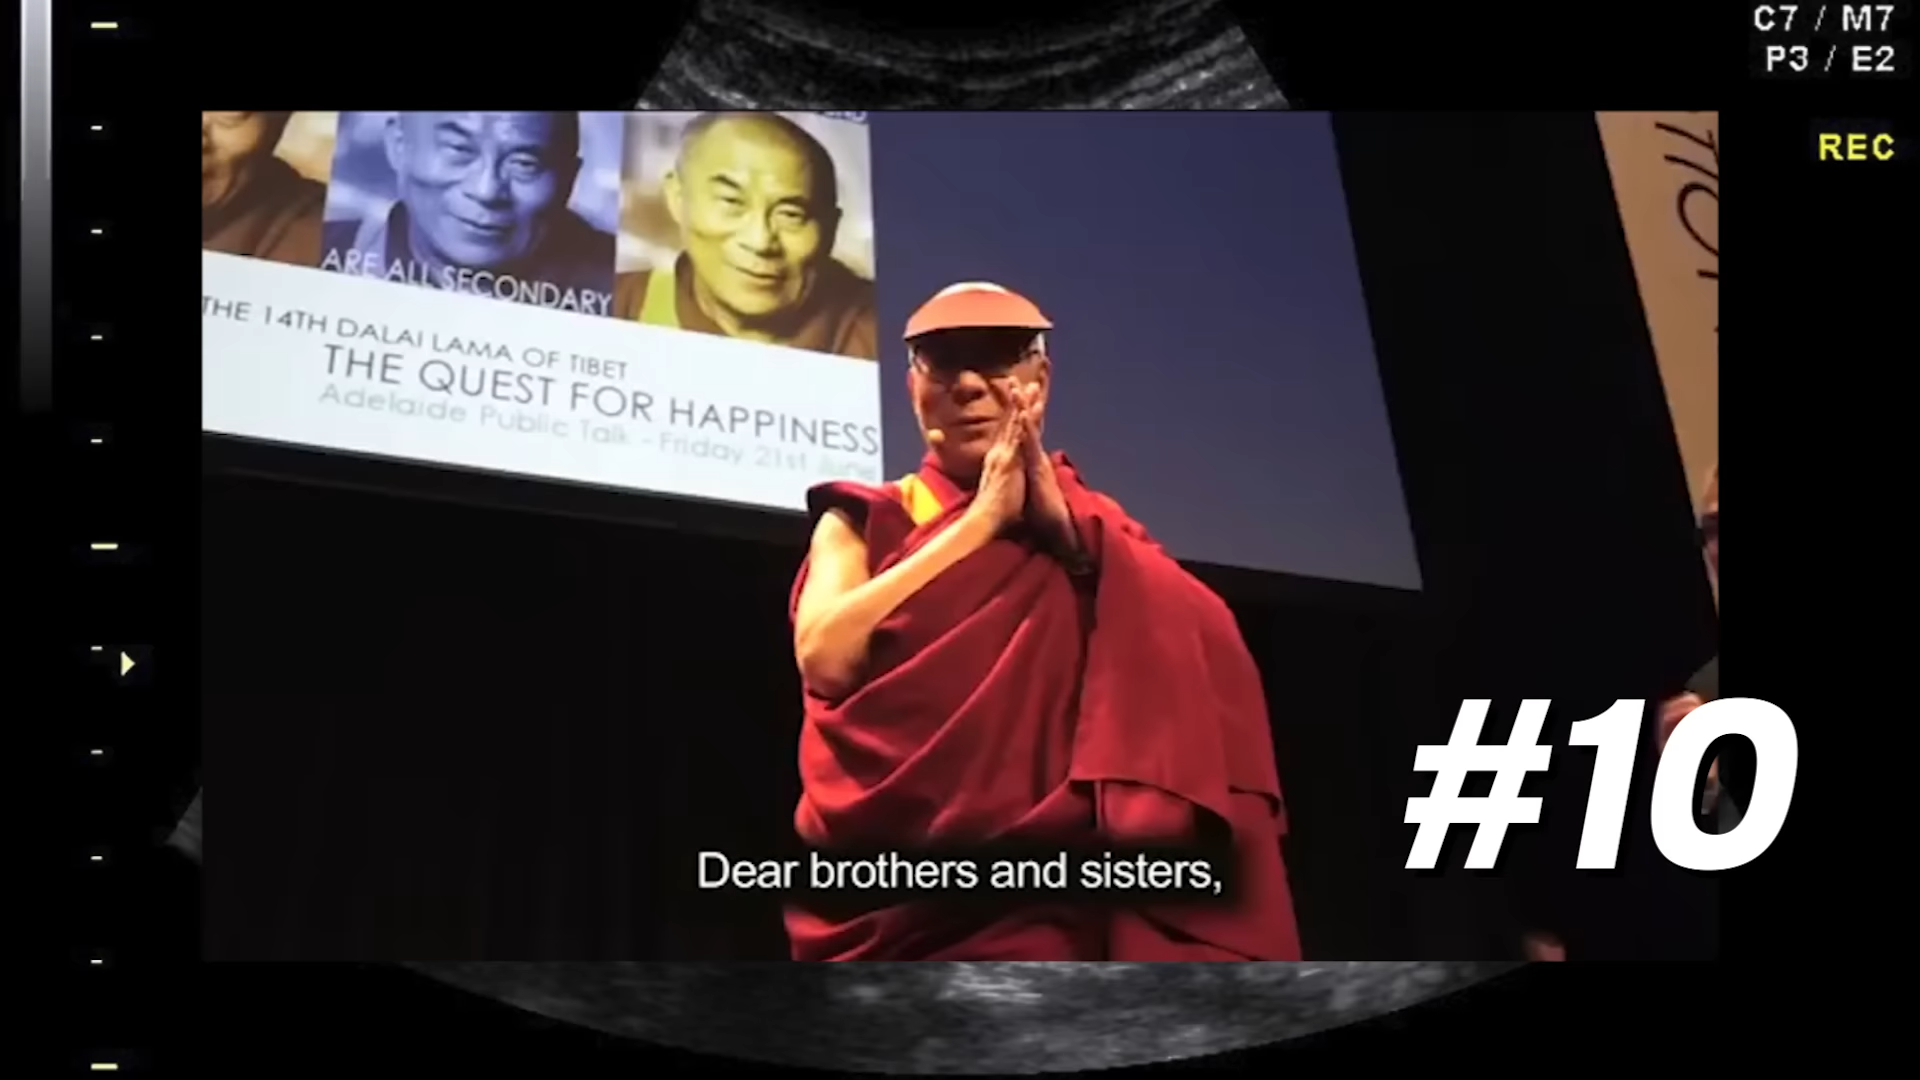 C7 / M7
P3 / E2
REC
ARE ALL SECONDARY
THE 14TH DALAI LAMA OF TIBET
THE QUEST FOR HAPPINESS
Adelaide Public Talk - Friday 21st June
#10
Dear brothers and sisters,